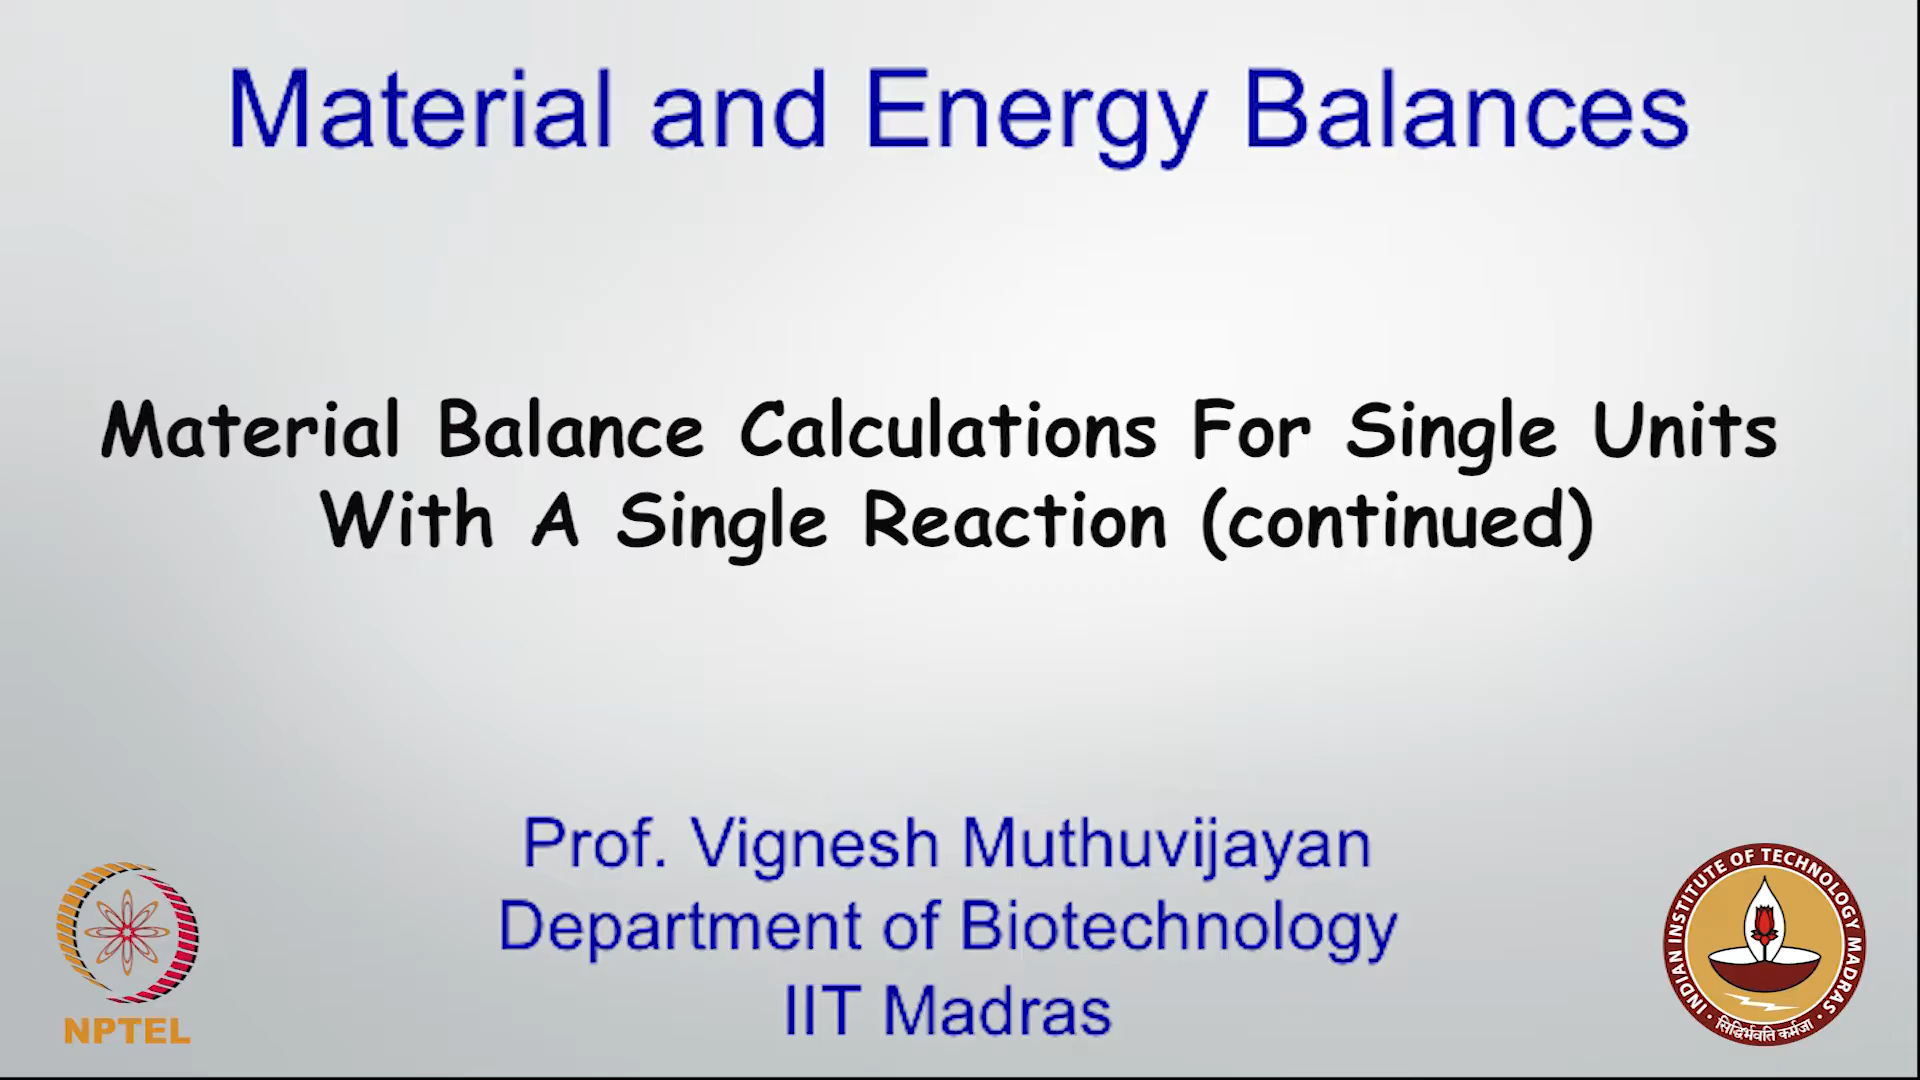 Material and Energy Balances
Material Balance Calculations For Single Units
With A Single Reaction (continued)
Prof. Vignesh Muthuvijayan
Department of Biotechnology
IIT Madras
NPTEL
INDIAN INSTITUTE OF TECHNOLOGY MADRAS
सिद्धिर्भवति कर्मजा